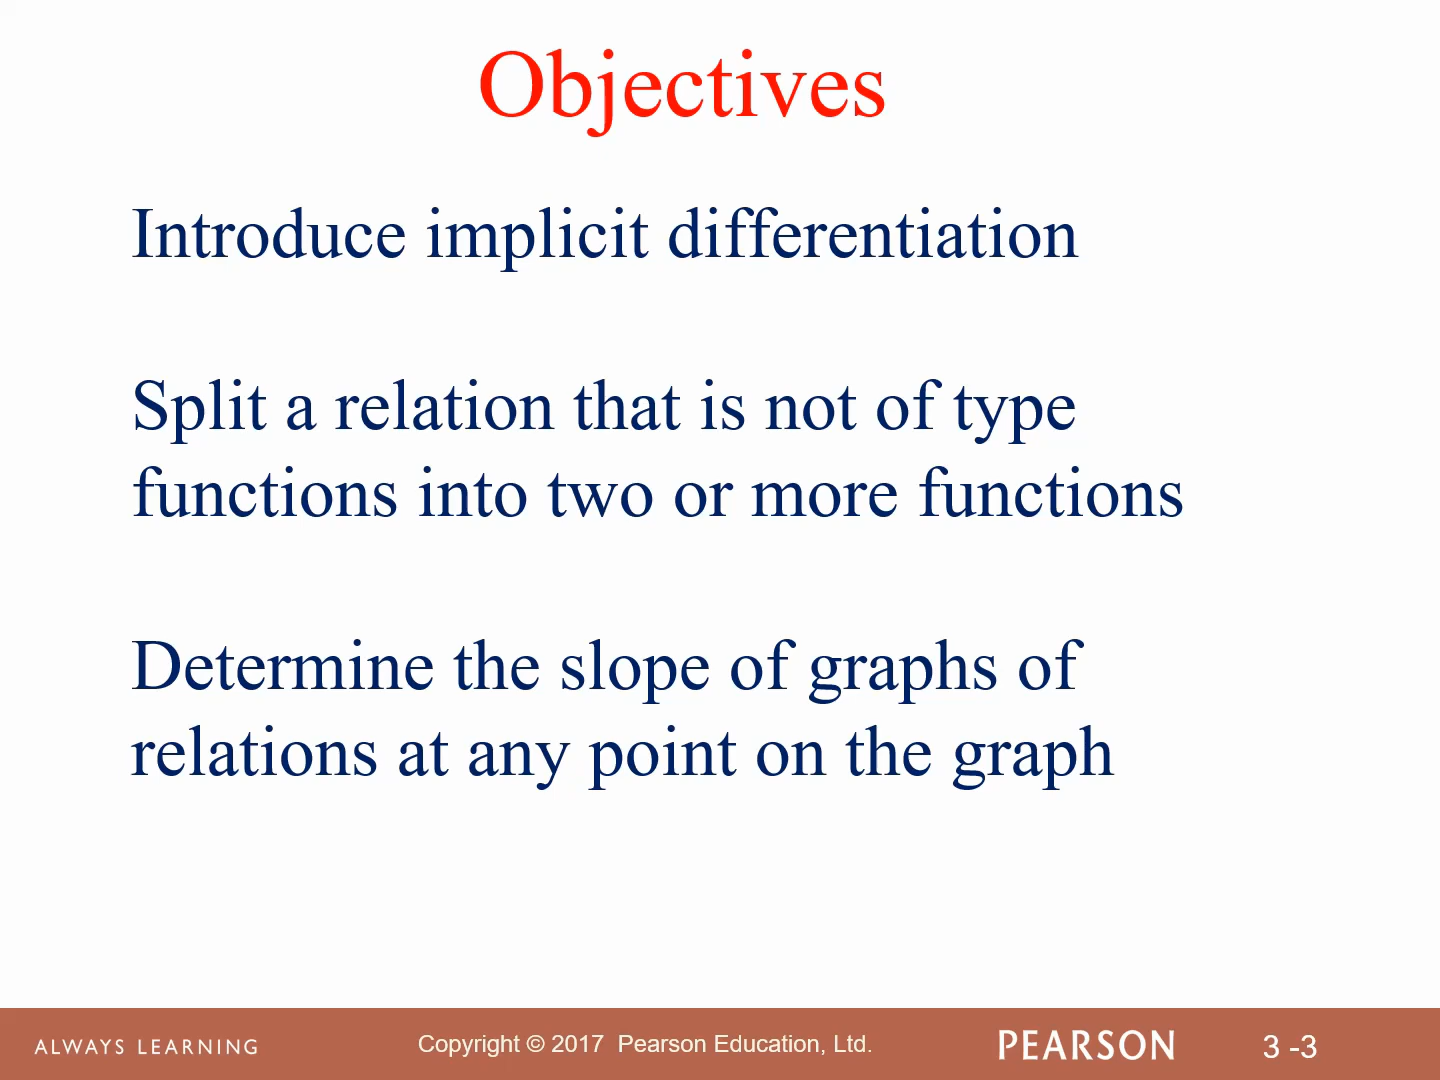 Objectives
Introduce implicit differentiation
Split a relation that is not of type
functions into two or more functions
Determine the slope of graphs of
relations at any point on the graph
ALWAYS LEARNING
Copyright © 2017 Pearson Education, Ltd.
PEARSON
3 -3